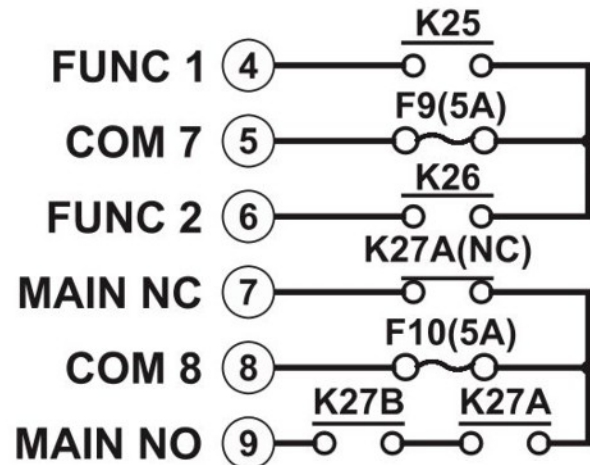 K25
FUNC 1 4
F9(5A)
COM 7 5
K26
FUNC 2 6
K27A(NC)
MAIN NC 7
F10(5A)
COM 8 8
K27B K27A
MAIN NO 9